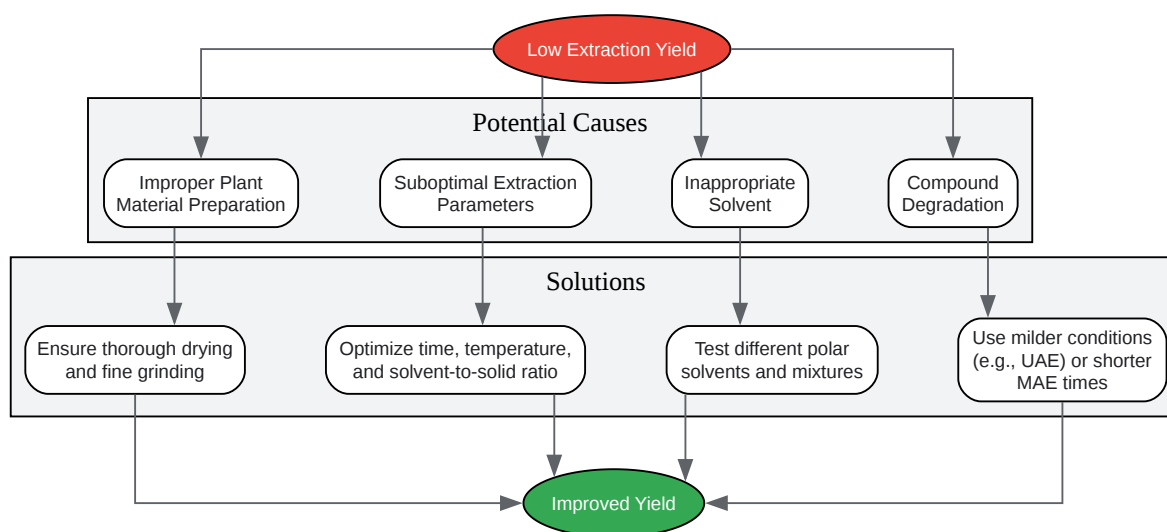 Low Extraction Yield
Potential Causes
Improper Plant
Material Preparation
Suboptimal Extraction
Parameters
Inappropriate
Solvent
Compound
Degradation
Solutions
Ensure thorough drying
and fine grinding
Optimize time, temperature,
and solvent-to-solid ratio
Test different polar
solvents and mixtures
Use milder conditions
(e.g., UAE) or shorter
MAE times
Improved Yield